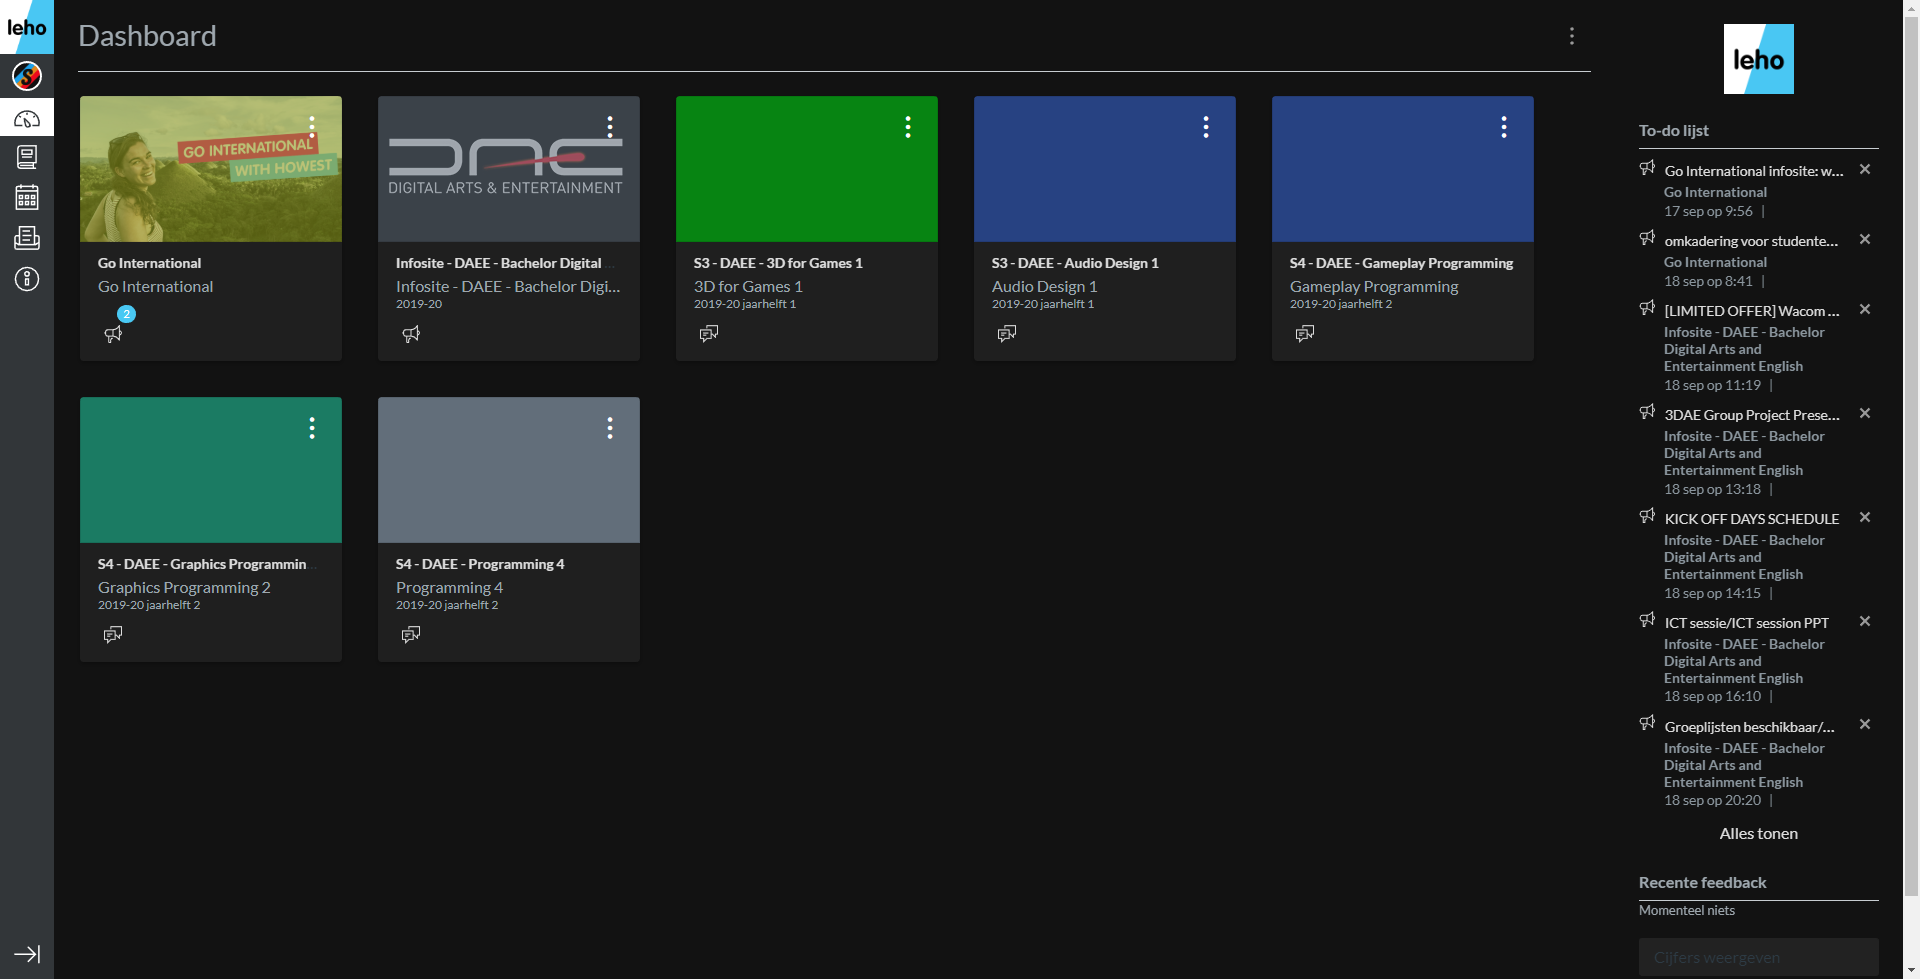 leho
Dashboard
GO INTERNATIONAL
WITH HOWEST
Go International
Go International
2
DIGITAL ARTS & ENTERTAINMENT
Infosite - DAEE - Bachelor Digital
Infosite - DAEE - Bachelor Digi...
2019-20
S3 - DAEE - 3D for Games 1
3D for Games 1
2019-20 jaarhelft 1
S3 - DAEE - Audio Design 1
Audio Design 1
2019-20 jaarhelft 1
S4 - DAEE - Gameplay Programming
Gameplay Programming
2019-20 jaarhelft 2
S4 - DAEE - Graphics Programmin
Graphics Programming 2
2019-20 jaarhelft 2
S4 - DAEE - Programming 4
Programming 4
2019-20 jaarhelft 2
leho
To-do lijst
Go International infosite: w...
Go International
17 sep op 9:56 |
omkadering voor studente...
Go International
18 sep op 8:41 |
[LIMITED OFFER] Wacom ...
Infosite - DAEE - Bachelor
Digital Arts and
Entertainment English
18 sep op 11:19 |
3DAE Group Project Prese...
Infosite - DAEE - Bachelor
Digital Arts and
Entertainment English
18 sep op 13:18 |
KICK OFF DAYS SCHEDULE
Infosite - DAEE - Bachelor
Digital Arts and
Entertainment English
18 sep op 14:15 |
ICT sessie/ICT session PPT
Infosite - DAEE - Bachelor
Digital Arts and
Entertainment English
18 sep op 16:10 |
Groeplijsten beschikbaar/...
Infosite - DAEE - Bachelor
Digital Arts and
Entertainment English
18 sep op 20:20 |
Alles tonen
Recente feedback
Momenteel niets
Cijfers weergeven